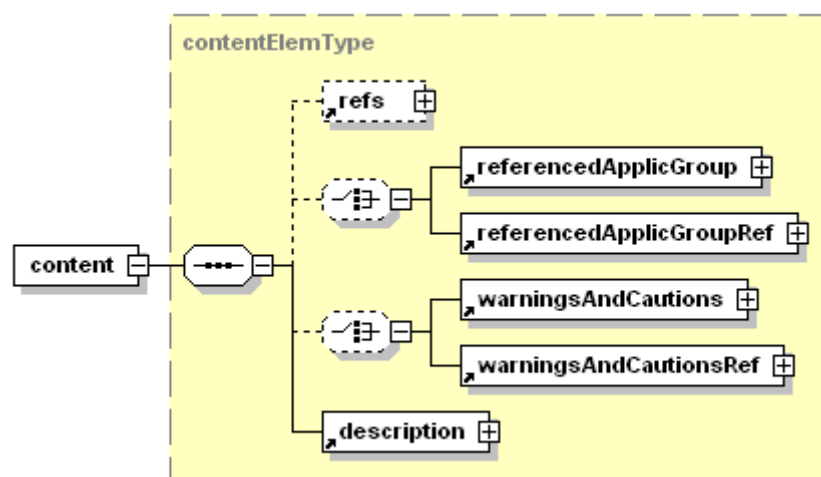 contentElemType
refs
referencedApplicGroup
referencedApplicGroupRef
content
warningsAndCautions
warningsAndCautionsRef
description